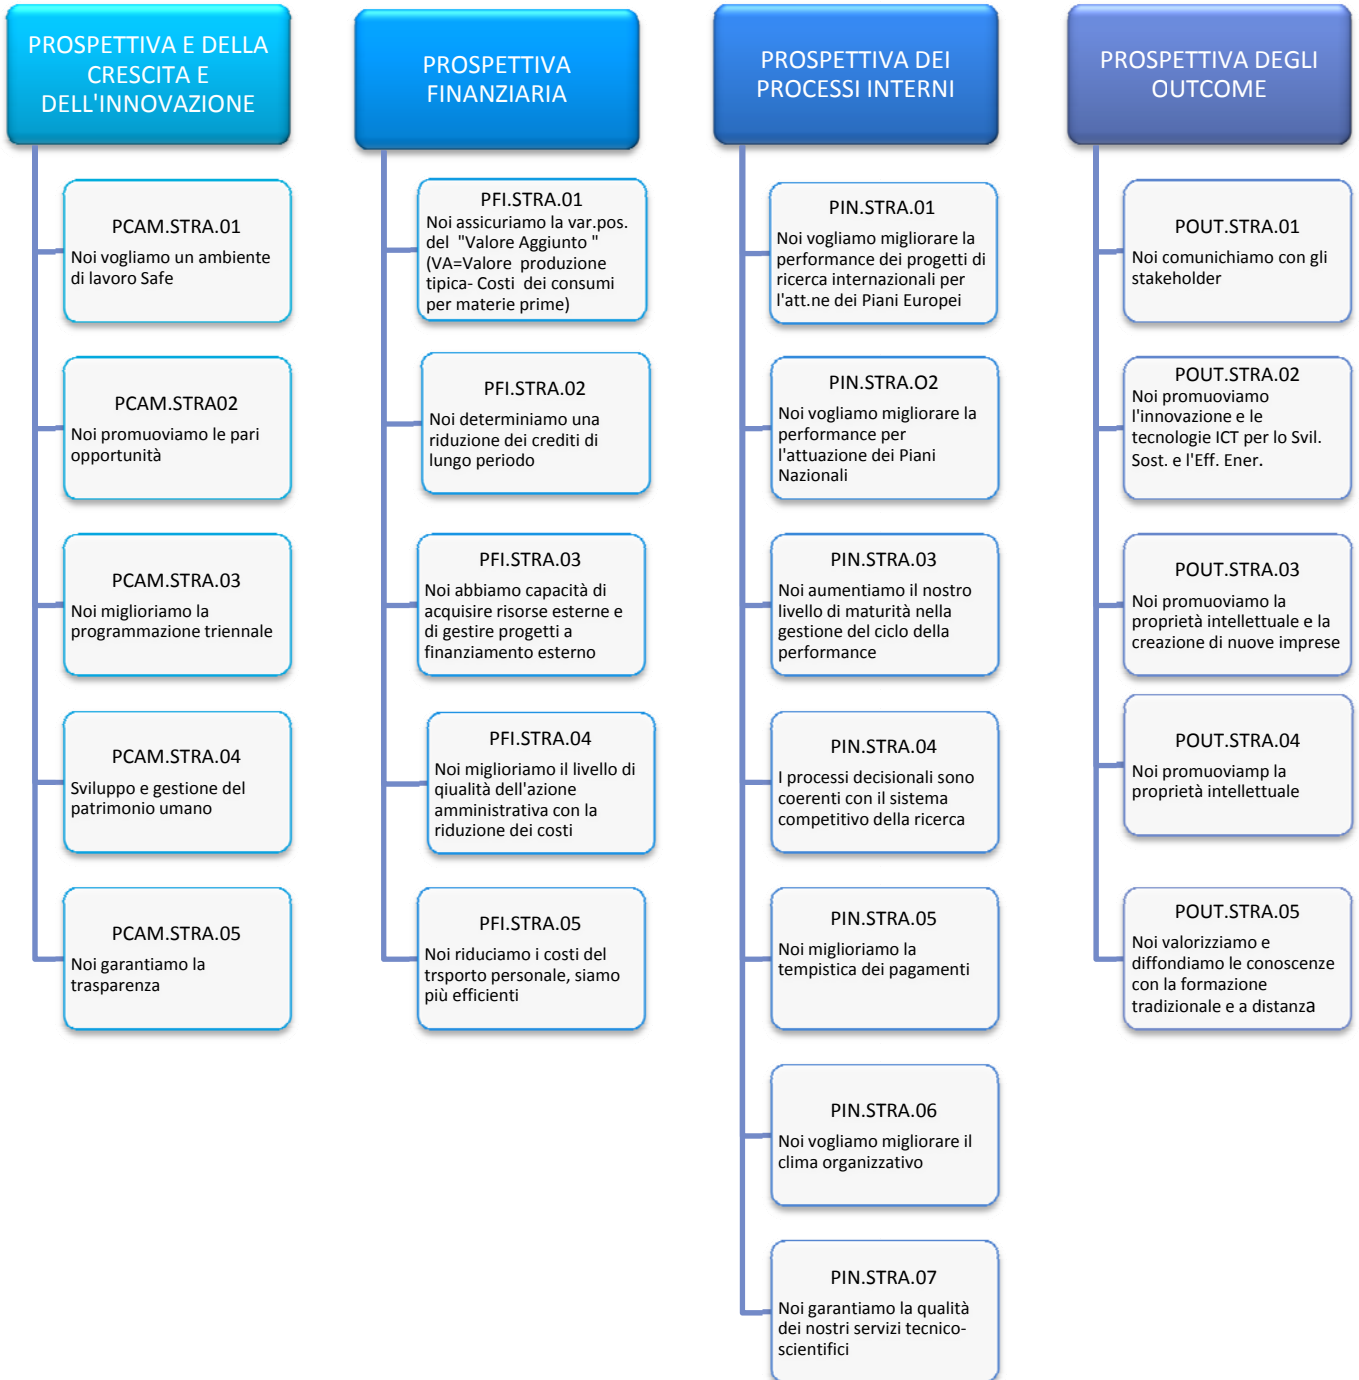 PROSPETTIVA E DELLA
CRESCITA E
DELL'INNOVAZIONE
PCAM.STRA.01
Noi vogliamo un ambiente
di lavoro Safe
PCAM.STRA02
Noi promuoviamo le pari
opportunità
PCAM.STRA.03
Noi miglioriamo la
programmazione triennale
PCAM.STRA.04
Sviluppo e gestione del
patrimonio umano
PCAM.STRA.05
Noi garantiamo la
trasparenza
PROSPETTIVA
FINANZIARIA
PFI.STRA.01
Noi assicuriamo la var.pos.
del "Valore Aggiunto "
(VA=Valore produzione
tipica- Costi dei consumi
per materie prime)
PFI.STRA.02
Noi determiniamo una
riduzione dei crediti di
lungo periodo
PFI.STRA.03
Noi abbiamo capacità di
acquisire risorse esterne e
di gestire progetti a
finanziamento esterno
PFI.STRA.04
Noi miglioriamo il livello di
qiualità dell'azione
amministrativa con la
riduzione dei costi
PFI.STRA.05
Noi riduciamo i costi del
trsporto personale, siamo
più efficienti
PROSPETTIVA DEI
PROCESSI INTERNI
PIN.STRA.01
Noi vogliamo migliorare la
performance dei progetti di
ricerca internazionali per
l'att.ne dei Piani Europei
PIN.STRA.O2
Noi vogliamo migliorare la
performance per
l'attuazione dei Piani
Nazionali
PIN.STRA.03
Noi aumentiamo il nostro
livello di maturità nella
gestione del ciclo della
performance
PIN.STRA.04
I processi decisionali sono
coerenti con il sistema
competitivo della ricerca
PIN.STRA.05
Noi miglioriamo la
tempistica dei pagamenti
PIN.STRA.06
Noi vogliamo migliorare il
clima organizzativo
PIN.STRA.07
Noi garantiamo la qualità
dei nostri servizi tecnico-
scientifici
PROSPETTIVA DEGLI
OUTCOME
POUT.STRA.01
Noi comunichiamo con gli
stakeholder
POUT.STRA.02
Noi promuoviamo
l'innovazione e le
tecnologie ICT per lo Svil.
Sost. e l'Eff. Ener.
POUT.STRA.03
Noi promuoviamo la
proprietà intellettuale e la
creazione di nuove imprese
POUT.STRA.04
Noi promuoviamp la
proprietà intellettuale
POUT.STRA.05
Noi valorizziamo e
diffondiamo le conoscenze
con la formazione
tradizionale e a distanza